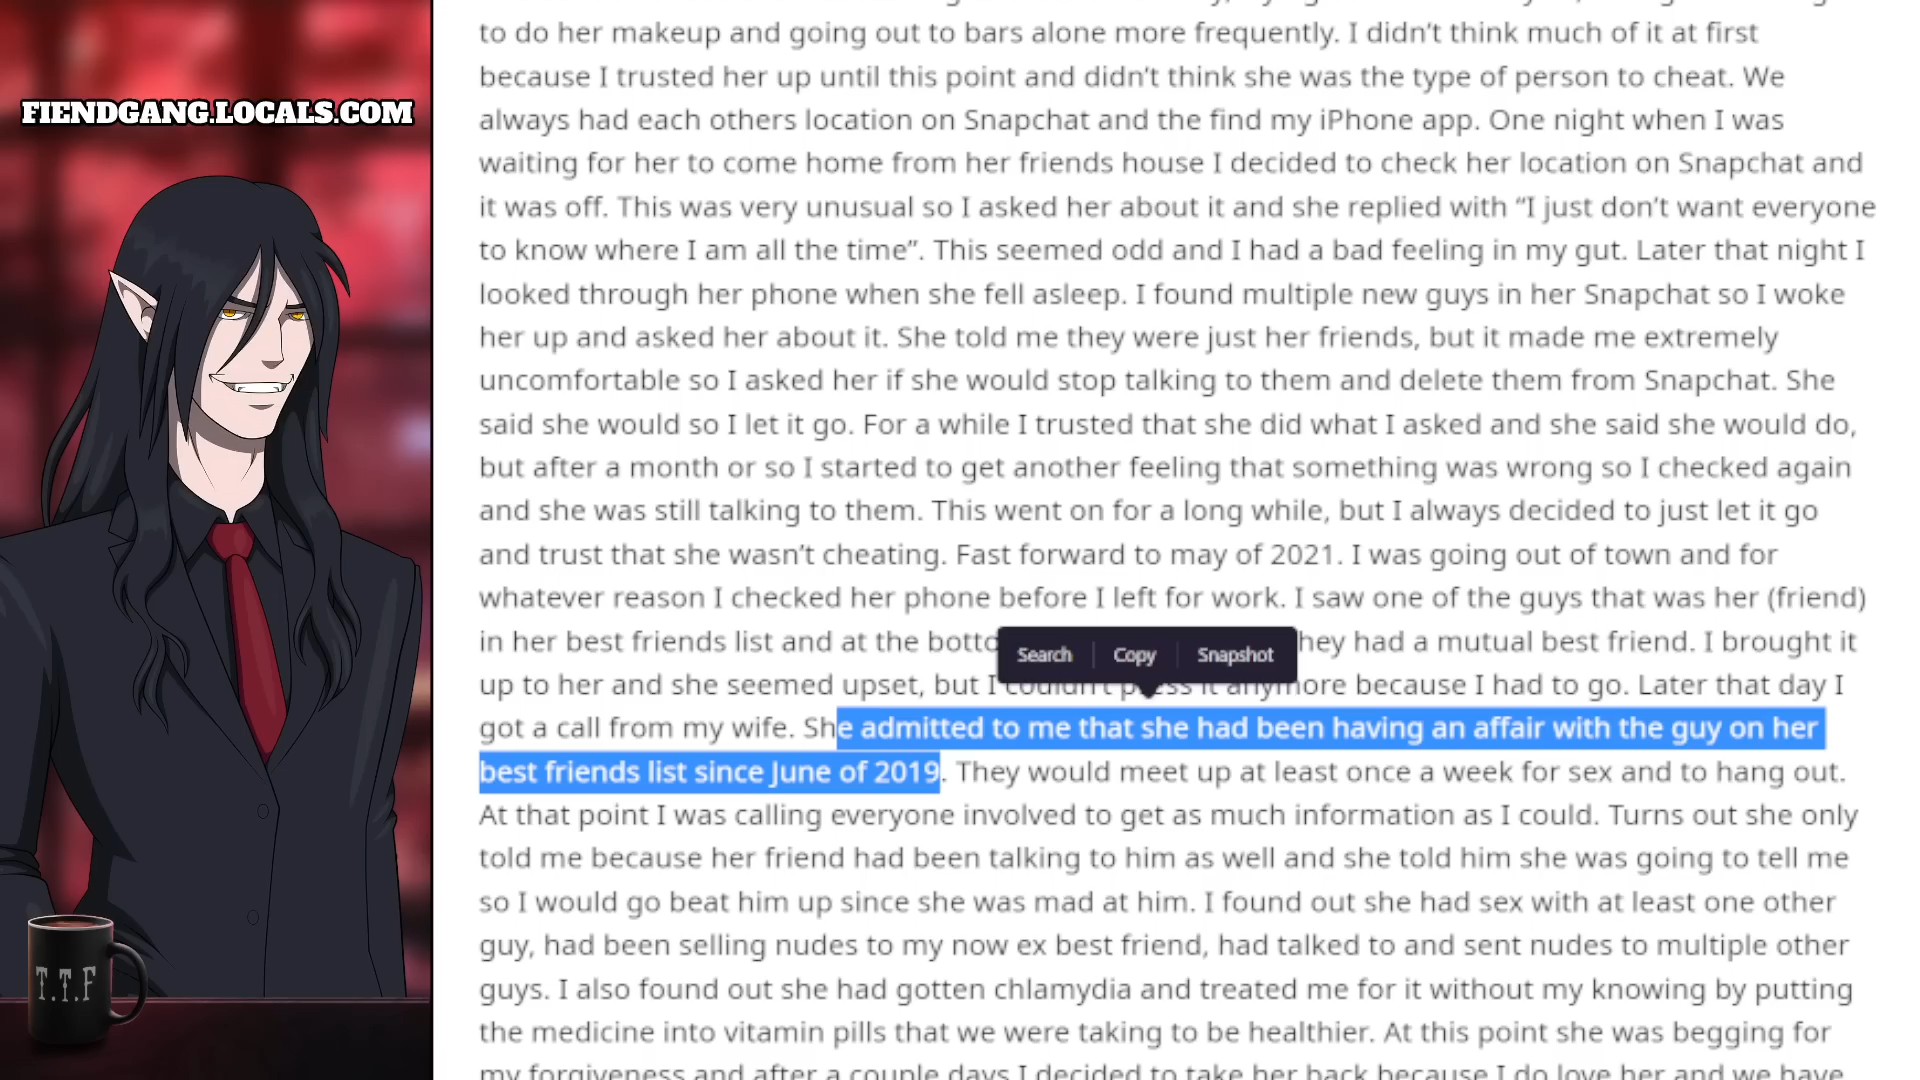 FIENDGANG.LOCALS.COM
to do her makeup and going out to bars alone more frequently. I didn't think much of it at first
because I trusted her up until this point and didn't think she was the type of person to cheat. We
always had each others location on Snapchat and the find my iPhone app. One night when I was
waiting for her to come home from her friends house I decided to check her location on Snapchat and
it was off. This was very unusual so I asked her about it and she replied with “I just don't want everyone
to know where I am all the time”. This seemed odd and I had a bad feeling in my gut. Later that night I
looked through her phone when she fell asleep. I found multiple new guys in her Snapchat so I woke
her up and asked her about it. She told me they were just her friends, but it made me extremely
uncomfortable so I asked her if she would stop talking to them and delete them from Snapchat. She
said she would so I let it go. For a while I trusted that she did what I asked and she said she would do,
but after a month or so I started to get another feeling that something was wrong so I checked again
and she was still talking to them. This went on for a long while, but I always decided to just let it go
and trust that she wasn't cheating. Fast forward to may of 2021. I was going out of town and for
whatever reason I checked her phone before I left for work. I saw one of the guys that was her (friend)
in her best friends list and at the botto hey had a mutual best friend. I brought it
Search Copy Snapshot
up to her and she seemed upset, but I couldn't press it anymore because I had to go. Later that day I
got a call from my wife. She admitted to me that she had been having an affair with the guy on her
best friends list since June of 2019. They would meet up at least once a week for sex and to hang out.
At that point I was calling everyone involved to get as much information as I could. Turns out she only
told me because her friend had been talking to him as well and she told him she was going to tell me
so I would go beat him up since she was mad at him. I found out she had sex with at least one other
guy, had been selling nudes to my now ex best friend, had talked to and sent nudes to multiple other
guys. I also found out she had gotten chlamydia and treated me for it without my knowing by putting
the medicine into vitamin pills that we were taking to be healthier. At this point she was begging for
my forgiveness and after a couple days I decided to take her back because I do love her and we have
T.T.F